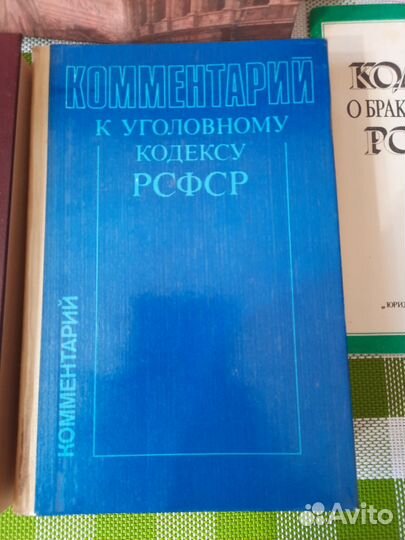 КОММЕНТАРИЙ
К УГОЛОВНОМУ
КОДЕКСУ
РСФСР
КОММЕНТАРИЙ
О БРАК
Avito